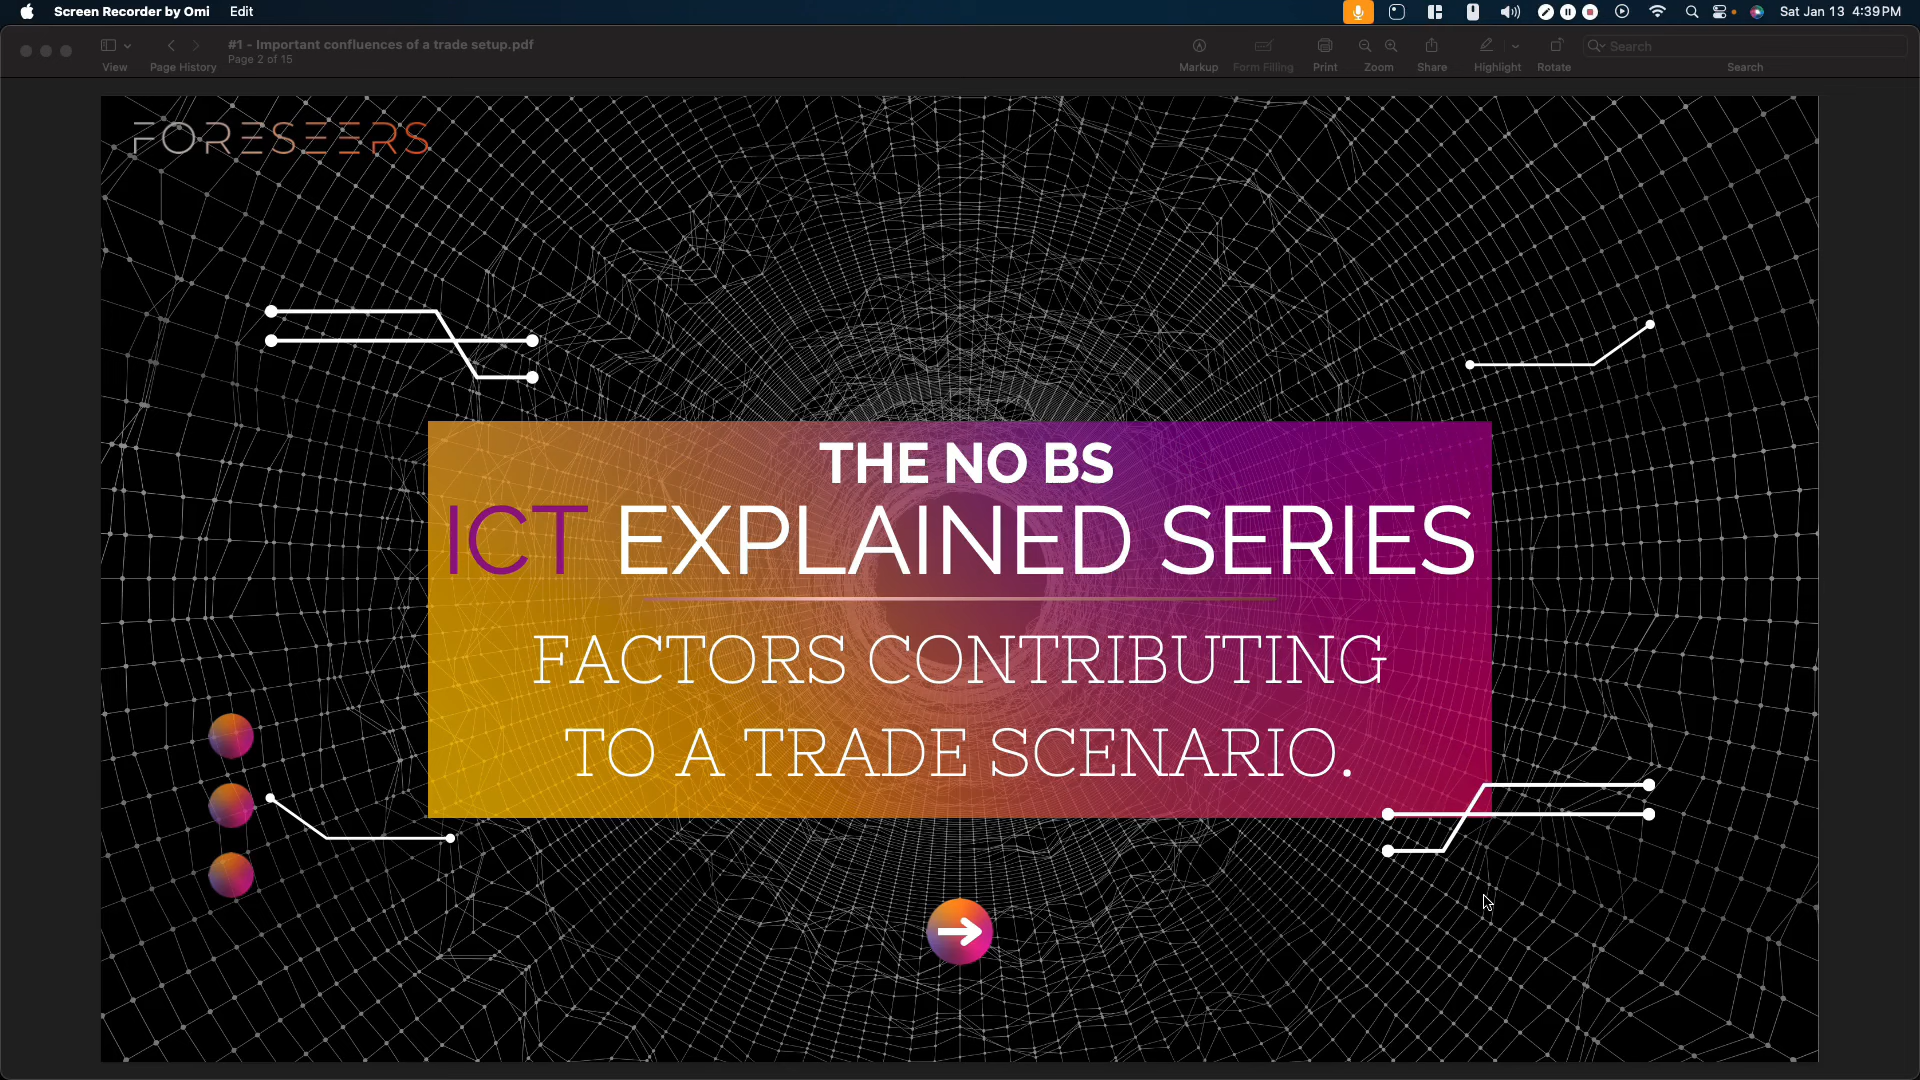 Screen Recorder by Omi Edit Sat Jan 13 4:39 PM
#1 - Important confluences of a trade setup.pdf
Page 2 of 15
View Page History Markup Form Filling Print Zoom Share Highlight Rotate Search
Search
FORESEERS
THE NO BS
ICT EXPLAINED SERIES
FACTORS CONTRIBUTING
TO A TRADE SCENARIO.